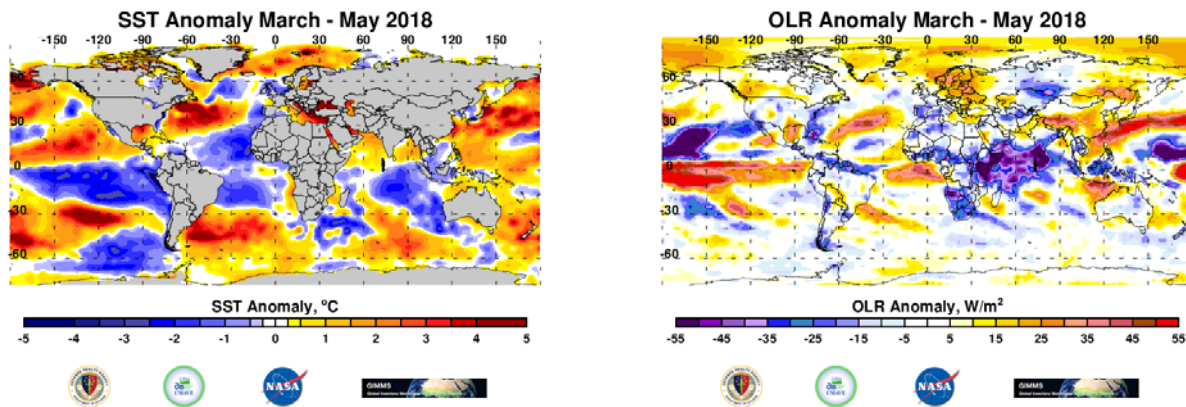 SST Anomaly March - May 2018
-150 -120 -90 -60 -30 0 30 60 90 120 150
60
30
0
-30
-60
SST Anomaly, ºC
-5 -4 -3 -2 -1 0 1 2 3 4 5
NASA
GIMMS
OLR Anomaly March - May 2018
-150 -120 -90 -60 -30 0 30 60 90 120 150
60
30
0
-30
-60
OLR Anomaly, W/m²
-55 -45 -35 -25 -15 -5 5 15 25 35 45 55
NASA
GIMMS